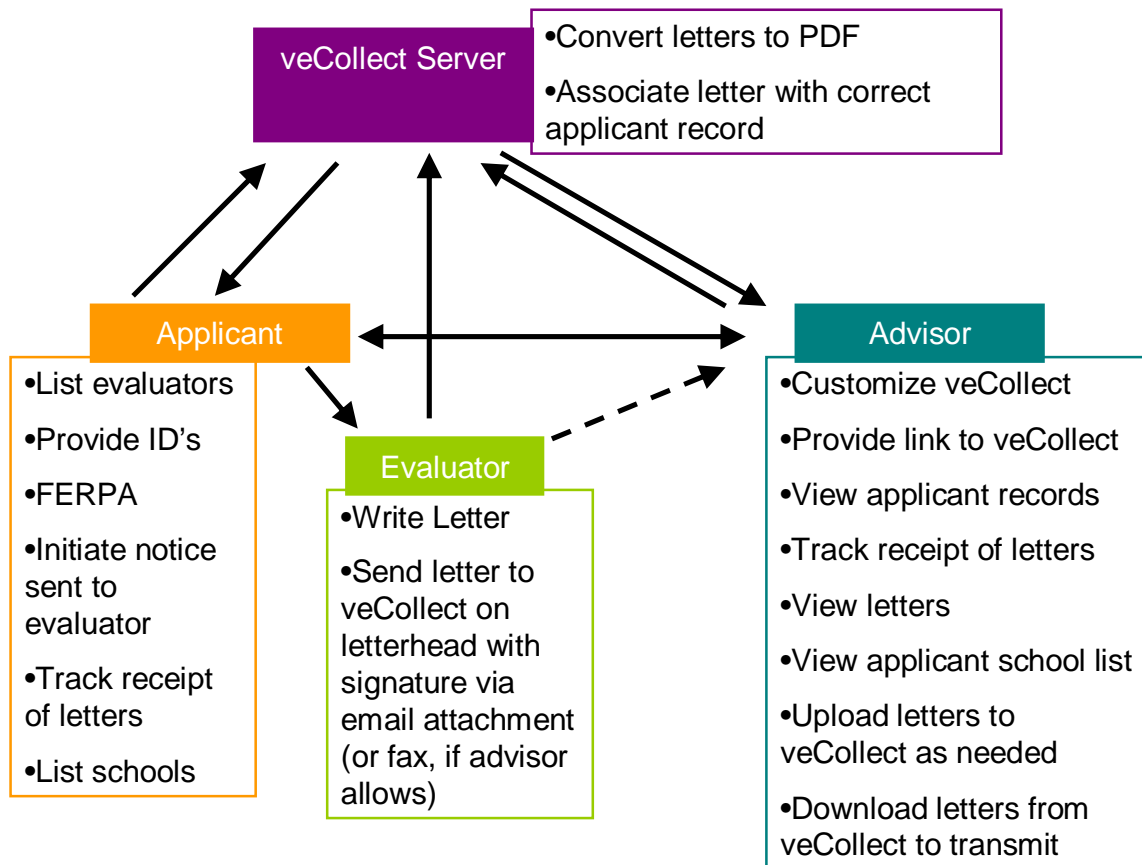 veCollect Server
•Convert letters to PDF
•Associate letter with correct
applicant record
Applicant
•List evaluators
•Provide ID's
•FERPA
•Initiate notice
sent to
evaluator
•Track receipt
of letters
•List schools
Evaluator
•Write Letter
•Send letter to
veCollect on
letterhead with
signature via
email attachment
(or fax, if advisor
allows)
Advisor
•Customize veCollect
•Provide link to veCollect
•View applicant records
•Track receipt of letters
•View letters
•View applicant school list
•Upload letters to
veCollect as needed
•Download letters from
veCollect to transmit